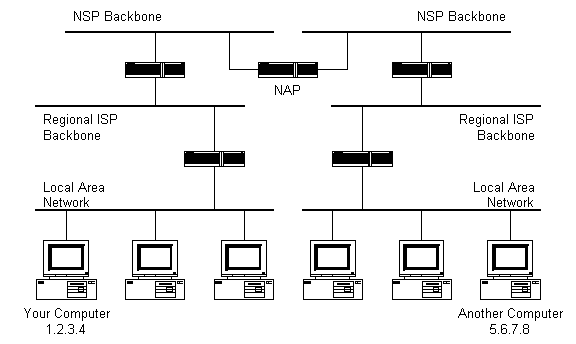 NSP Backbone
NSP Backbone
NAP
Regional ISP
Backbone
Regional ISP
Backbone
Local Area
Network
Local Area
Network
Your Computer
1.2.3.4
Another Computer
5.6.7.8